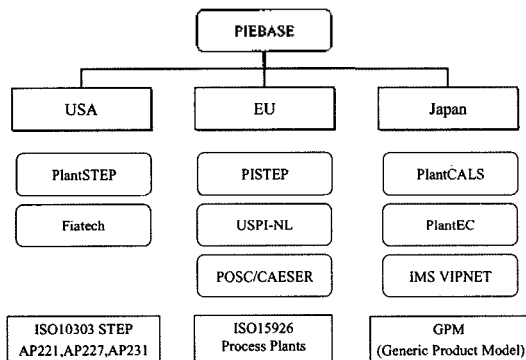 PIEBASE
USA
EU
Japan
PlantSTEP
PISTEP
PlantCALS
Fiatech
USPI-NL
PlantEC
POSC/CAESER
iMS VIPNET
ISO10303 STEP
AP221,AP227,AP231
ISO15926
Process Plants
GPM
(Generic Product Model)